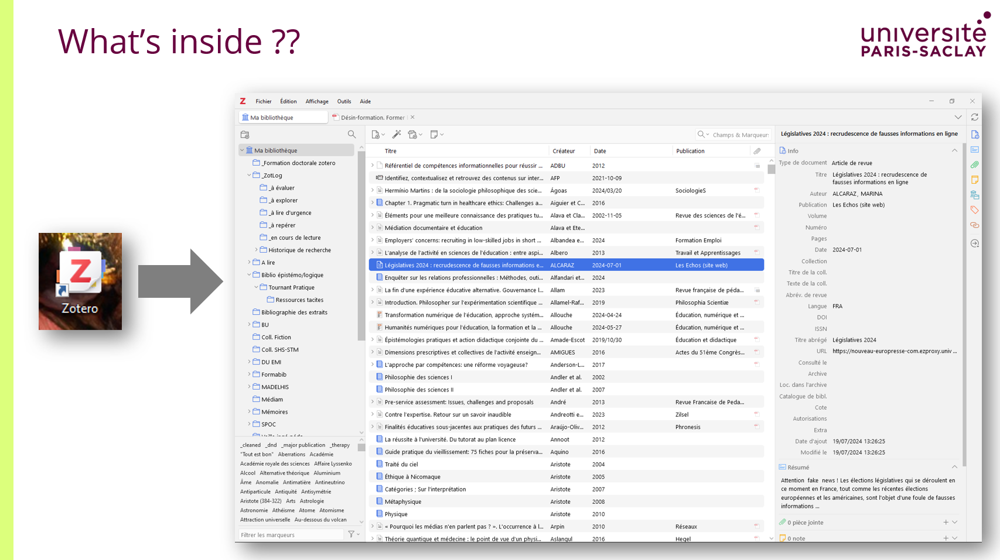 What's inside ??
université
PARIS-SACLAY
Zotero
Fichier Édition Affichage Outils Aide
Ma bibliothèque
Désin-formation. Former
Champs & Marqueur:
Ma bibliothèque
_Formation doctorale zotero
_ZotLog
_à évaluer
_à explorer
_à lire d'urgence
_à repérer
_en cours de lecture
Historique de recherche
A lire
Biblio épistémo/logique
Tournant Pratique
Ressources tacites
Bibliographie des extraits
BU
Coll. Fiction
Coll. SHS-STM
DU EMI
Formabib
MADELHIS
Médiam
Mémoires
SPOC
_cleaned _dnd _major publication _therapy
"Tout est bon" Aberrations Académie
Académie royale des sciences Affaire Lyssenko
Alcool Alternative théorique Aluminium
Âme Anomalie Antimatière Antineutrino
Antiparticule Antiquité Antisymétrie
Aristote (384-322) Arts Astrologie
Astronomie Athéisme Atome Atomisme
Attraction universelle Au-dessous du volcan
Filtrer les marqueurs
Titre Créateur Date Publication
Référentiel de compétences informationnelles pour réussir ... ADBU 2012
Identifiez, contextualisez et retrouvez des contenus sur inter... AFP 2021-10-09
Hermínio Martins : de la sociologie philosophique des scie... Ágoas 2024/03/20 SociologieS
Chapter 1. Pragmatic turn in healthcare ethics: Challenges a... Aiguier et C... 2016
Éléments pour une meilleure connaissance des pratiques tu... Alava et Cla... 2002-11-05 Revue des sciences de l'é...
Médiation documentaire et éducation Alava et Ete...
Employers' concerns: recruiting in low-skilled jobs in short ... Albandea e... 2024 Formation Emploi
L'analyse de l'activité en sciences de l'éducation : entre aspi... Albero 2013 Travail et Apprentissages
Législatives 2024 : recrudescence de fausses informations e... ALCARAZ 2024-07-01 Les Echos (site web)
Enquêter sur les relations professionnelles : Méthodes, outi... Alfandari et... 2024
La fin d'une expérience éducative alternative. Gouvernance l... Allam 2023 Revue française de péda...
Introduction. Philosopher sur l'expérimentation scientifique ... Allamel-Raf... 2019 Philosophia Scientiæ
Transformation numérique de l'éducation, approche systém... Allouche 2024-04-24 Éducation, numérique et ...
Humanités numériques pour l'éducation, la formation et la ... Allouche 2024-05-27 Éducation, numérique et ...
Épistémologies pratiques et action didactique conjointe du ... Amade-Escot 2019/10/30 Éducation et didactique
Dimensions prescriptives et collectives de l'activité enseign... AMIGUES 2016 Actes du 51ème Congrès...
L'approche par compétences: une réforme voyageuse? Anderson-L... 2017
Philosophie des sciences I Andler et al. 2002
Philosophie des sciences II Andler et al. 2007
Pre-service assessment: Issues, challenges and proposals André 2013 Revue Francaise de Peda...
Contre l'expertise. Retour sur un savoir inaudible Andreotti e... 2023 Zilsel
Finalités éducatives sous-jacentes aux pratiques des futurs ... Araújo-Oliv... 2012 Phronesis
La réussite à l'université. Du tutorat au plan licence Annoot 2012
Guide pratique du vieillissement: 75 fiches pour la préserva... Aquino 2016
Traité du ciel Aristote 2004
Éthique à Nicomaque Aristote 2005
Catégories ; Sur l'interprétation Aristote 2007
Métaphysique Aristote 2008
Physique Aristote 2010
« Pourquoi les médias n'en parlent pas ? ». L'occurrence à l... Arpin 2010 Réseaux
Théorie quantique et médecine : le point de vue d'un physi... Aslangul 2016 Hegel
Législatives 2024 : recrudescence de fausses informations en ligne
Info
Type de document Article de revue
Titre Législatives 2024 : recrudescence de
fausses informations en ligne
Auteur ALCARAZ, MARINA
Publication Les Echos (site web)
Volume
Numéro
Pages
Date 2024-07-01
Collection
Titre de la coll.
Texte de la coll.
Abrév. de revue
Langue FRA
DOI
ISSN
Titre abrégé Législatives 2024
URL https://nouveau-europresse-com.ezproxy.univ ...
Consulté le
Archive
Loc. dans l'archive
Catalogue de bibl.
Cote
Autorisations
Extra
Date d'ajout 19/07/2024 13:26:25
Modifié le 19/07/2024 13:26:25
Résumé
Attention fake news ! Les élections législatives qui se déroulent en
ce moment en France, tout comme les récentes élections
européennes et les américaines, sont l'objet d'une foule de fausses
informations ...
0 pièce jointe
0 note